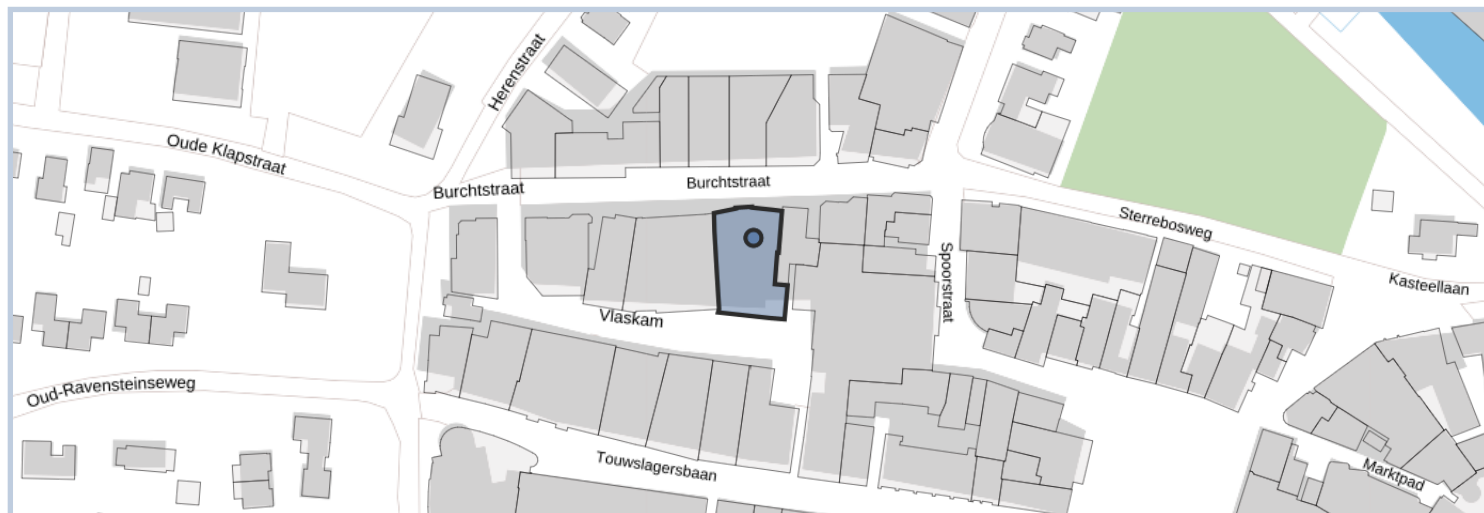 Herenstraat
Oude Klapstraat
Burchtstraat
Burchtstraat
Sterrebosweg
Spoorstraat
Kasteellaan
Vlaskam
Oud-Ravensteinseweg
Touwslagersbaan
Marktpad